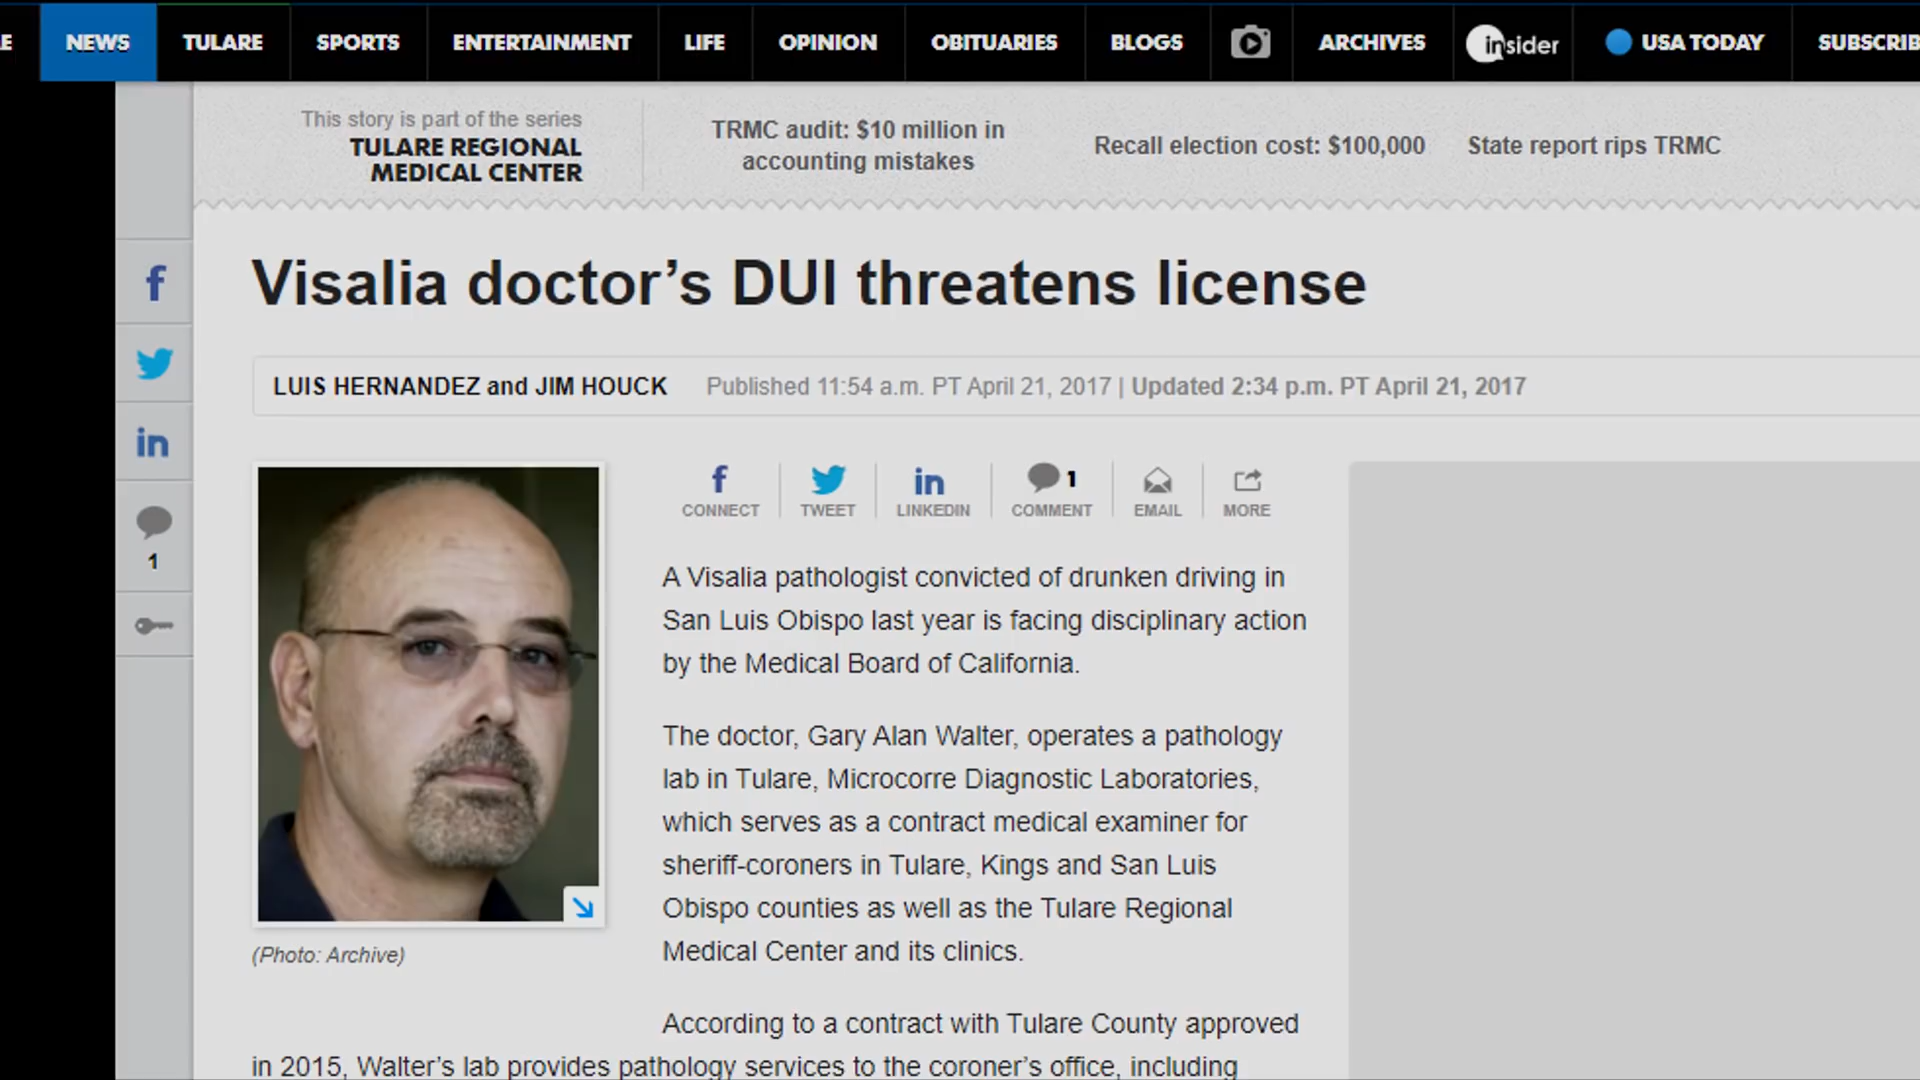 E NEWS TULARE SPORTS ENTERTAINMENT LIFE OPINION OBITUARIES BLOGS ARCHIVES insider USA TODAY SUBSCRIB
This story is part of the series
TULARE REGIONAL
MEDICAL CENTER
TRMC audit: $10 million in
accounting mistakes
Recall election cost: $100,000
State report rips TRMC
Visalia doctor’s DUI threatens license
LUIS HERNANDEZ and JIM HOUCK Published 11:54 a.m. PT April 21, 2017 | Updated 2:34 p.m. PT April 21, 2017
f
in
1
f in 1
CONNECT TWEET LINKEDIN COMMENT EMAIL MORE
(Photo: Archive)
A Visalia pathologist convicted of drunken driving in
San Luis Obispo last year is facing disciplinary action
by the Medical Board of California.
The doctor, Gary Alan Walter, operates a pathology
lab in Tulare, Microcorre Diagnostic Laboratories,
which serves as a contract medical examiner for
sheriff-coroners in Tulare, Kings and San Luis
Obispo counties as well as the Tulare Regional
Medical Center and its clinics.
According to a contract with Tulare County approved
in 2015, Walter’s lab provides pathology services to the coroner’s office, including